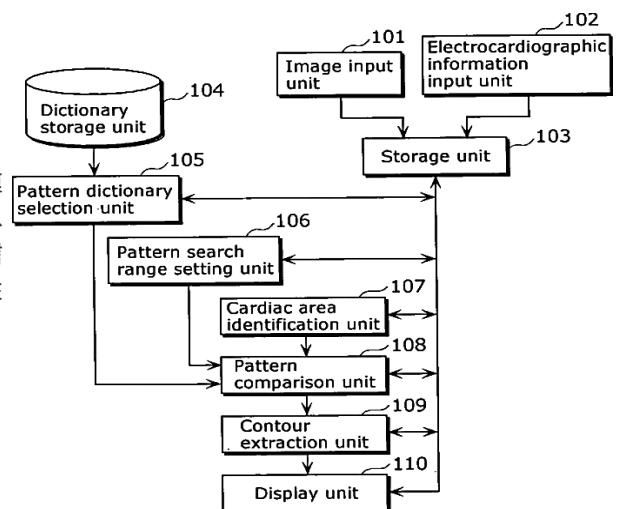 101
Image input
unit
102
Electrocardiographic
information
input unit
104
Dictionary
storage unit
103
Storage unit
105
Pattern dictionary
selection unit
106
Pattern search
range setting unit
107
Cardiac area
identification unit
108
Pattern
comparison unit
109
Contour
extraction unit
110
Display unit